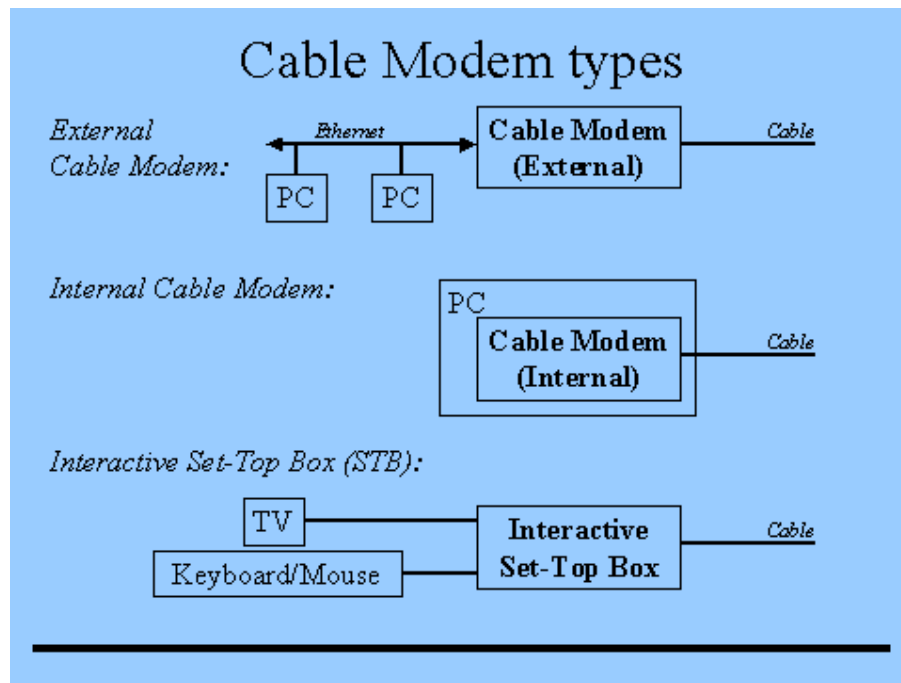 Cable Modem types
External
Cable Modem:
Ethernet
PC
PC
Cable Modem
(External)
Cable
Internal Cable Modem:
PC
Cable Modem
(Internal)
Cable
Interactive Set-Top Box (STB):
TV
Keyboard/Mouse
Interactive
Set-Top Box
Cable